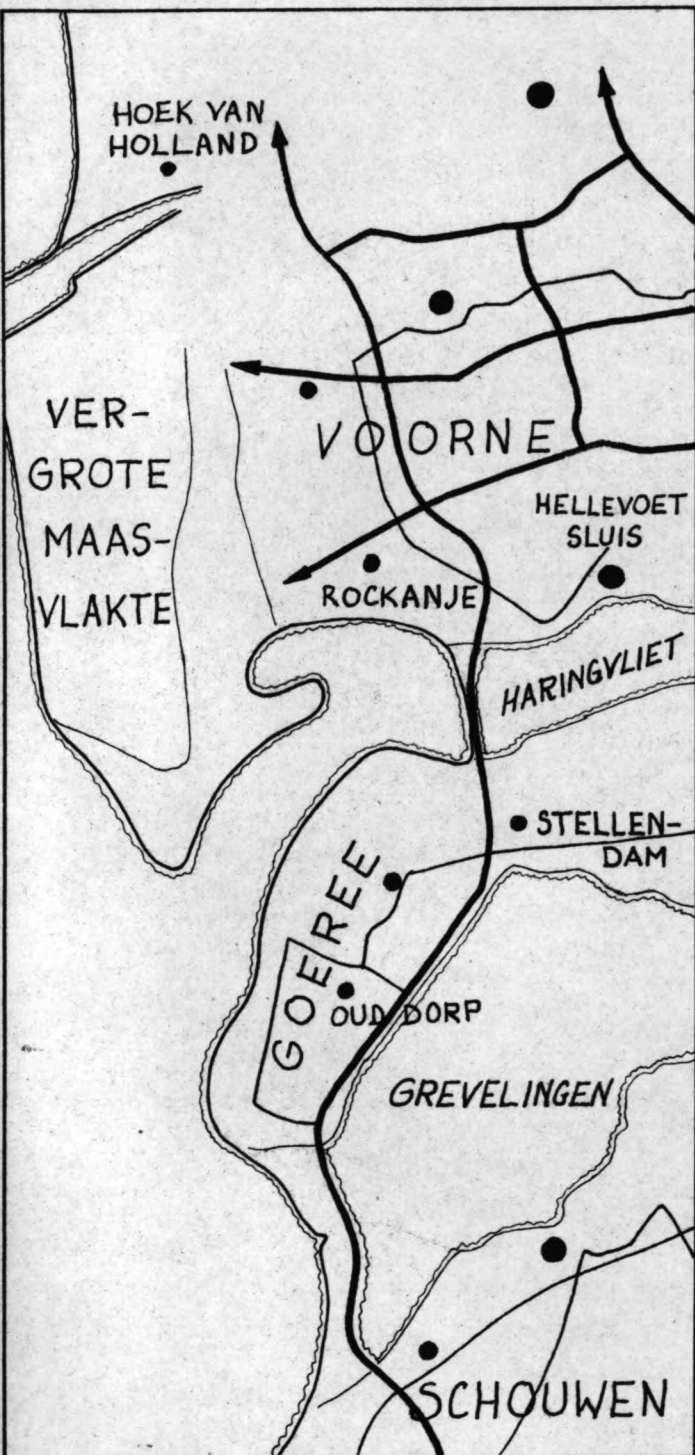 HOEK VAN
HOLLAND
VER-
GROTE
MAAS-
VLAKTE
VOORNE
HELLEVOET
SLUIS
ROCKANJE
HARINGVLIET
STELLEN-
DAM
GOEREE
OUDDORP
GREVELINGEN
SCHOUWEN